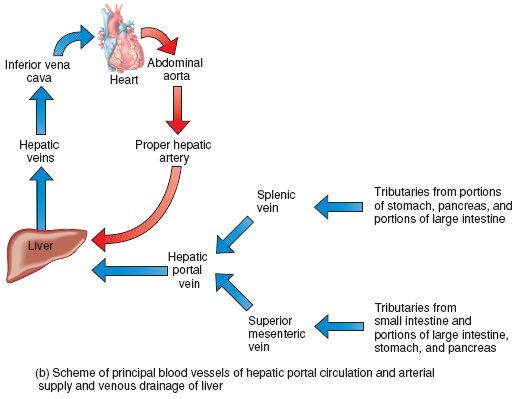 Heart
Abdominal
aorta
Inferior vena
cava
Hepatic
veins
Proper hepatic
artery
Liver
Hepatic
portal
vein
Splenic
vein
Tributaries from portions
of stomach, pancreas, and
portions of large intestine
Superior
mesenteric
vein
Tributaries from
small intestine and
portions of large intestine,
stomach, and pancreas
(b) Scheme of principal blood vessels of hepatic portal circulation and arterial
supply and venous drainage of liver